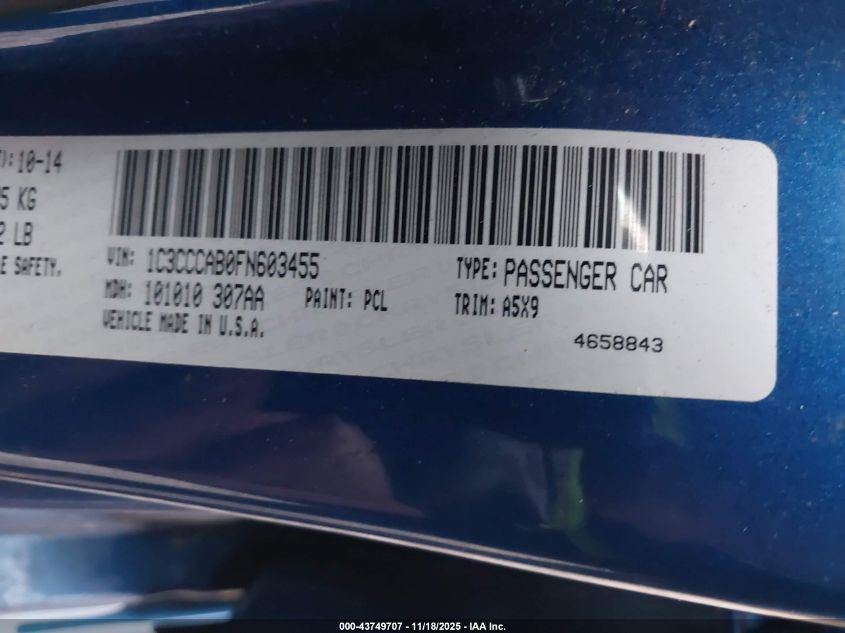 ): 10-14
5 KG
2 LB
E SAFETY.
VIN: 1C3CCCAB0FN603455
TYPE: PASSENGER CAR
MDH: 101010 307AA
PAINT: PCL
TRIM: A5X9
VEHICLE MADE IN U.S.A.
4658843
000-43749707 - 11/18/2025 - IAA Inc.